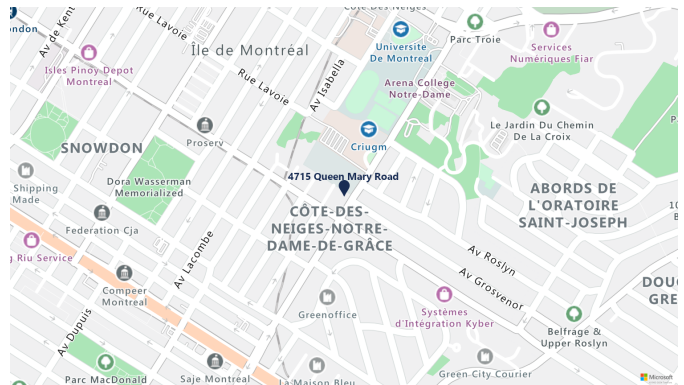 Côte Des Neiges
Av de Kent
Rue Lavoie
ondon
Île de Montréal
Universite
De Montreal
Parc Troie
Services
Numériques Fiar
Isles Pinoy Depot
Montreal
Rue Lavoie
Av Isabella
Arena College
Notre-Dame
Le Jardin Du Chemin
De La Croix
Proserv
Criugm
SNOWDON
4715 Queen Mary Road
Shipping
Made
Dora Wasserman
Memorialized
ABORDS DE
L'ORATOIRE
SAINT-JOSEPH
CÔTE-DES-
NEIGES-NOTRE-
DAME-DE-GRÂCE
Federation Cja
g Riu Service
Av Lacombe
Av Roslyn
Av Grosvenor
Compeer
Montreal
DOU
GRE
Greenoffice
Systèmes
d'Intégration Kyber
Av Dupuis
Belfrage &
Upper Roslyn
Parc MacDonald
Saje Montreal
La Maison Bleu
Green City Courier
Microsoft